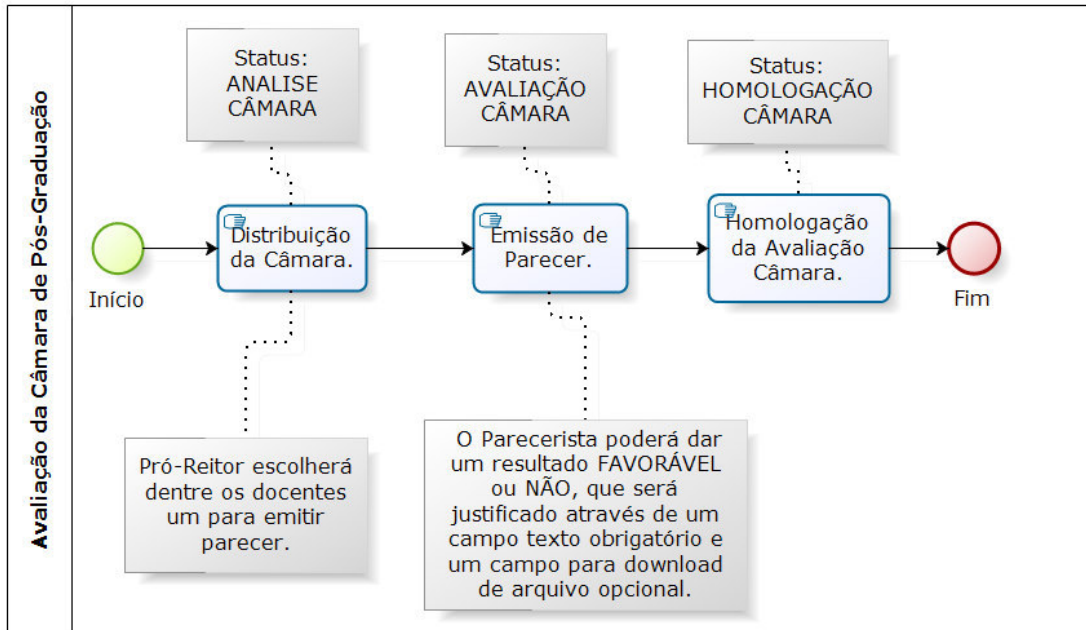 Avaliação da Câmara de Pós-Graduação
Status:
ANALISE
CÂMARA
Status:
AVALIAÇÃO
CÂMARA
Status:
HOMOLOGAÇÃO
CÂMARA
Início
Distribuição
da Câmara.
Emissão de
Parecer.
Homologação
da Avaliação
Câmara.
Fim
Pró-Reitor escolherá
dentre os docentes
um para emitir
parecer.
O Parecerista poderá dar
um resultado FAVORÁVEL
ou NÃO, que será
justificado através de um
campo texto obrigatório e
um campo para download
de arquivo opcional.